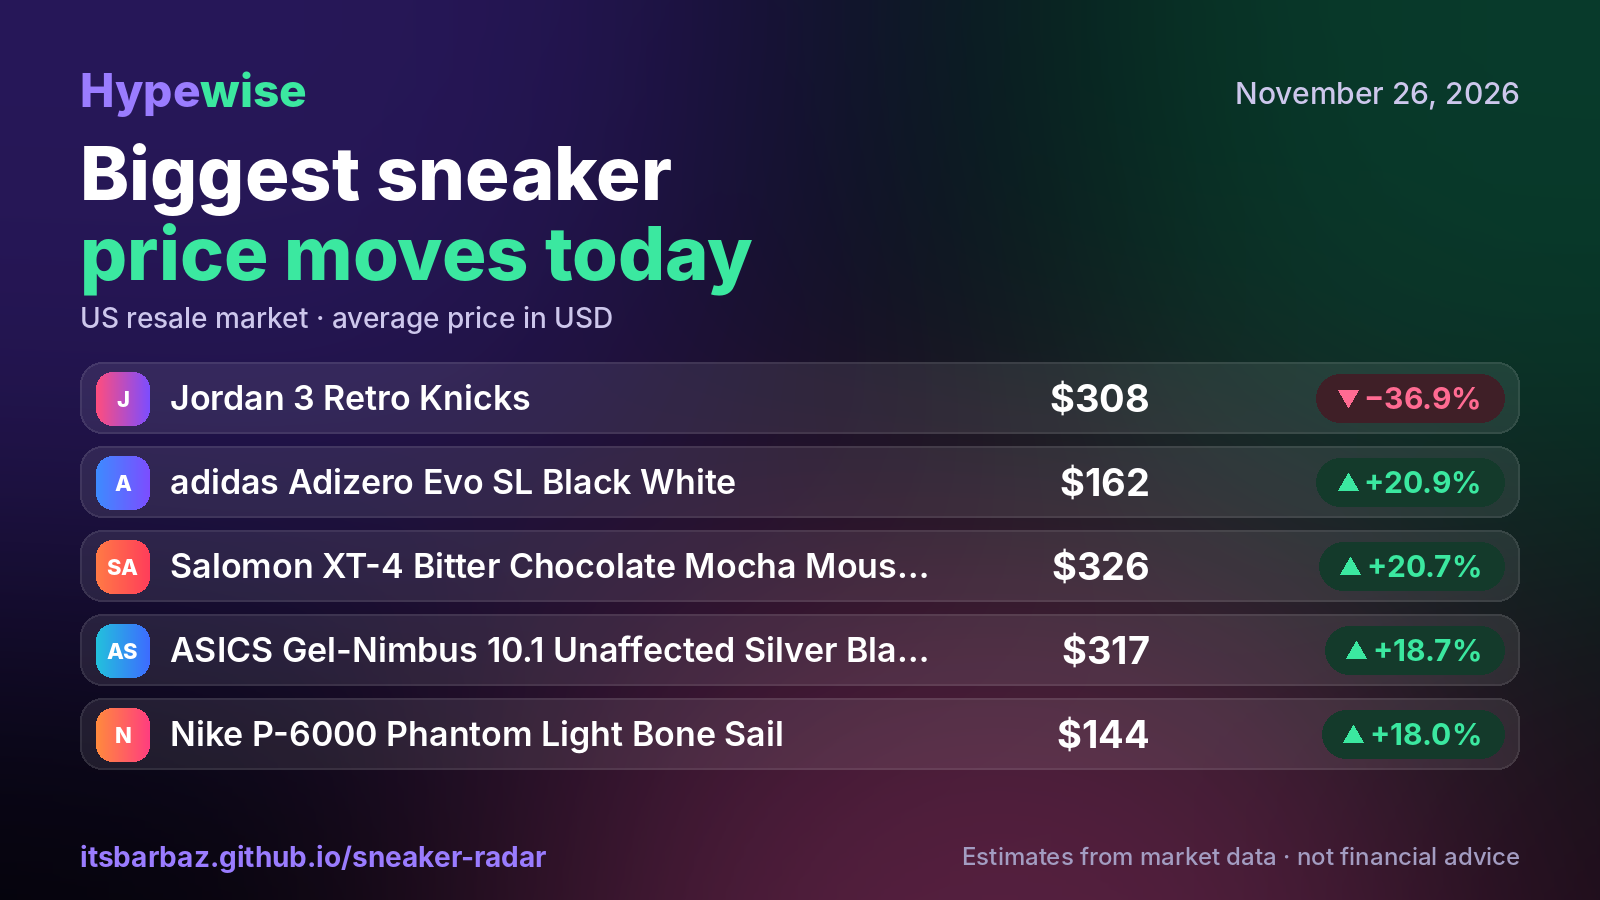 Hypewise
November 26, 2026
Biggest sneaker
price moves today
US resale market · average price in USD
J Jordan 3 Retro Knicks $308 ▼ −36.9%
A adidas Adizero Evo SL Black White $162 ▲ +20.9%
SA Salomon XT-4 Bitter Chocolate Mocha Mous... $326 ▲ +20.7%
AS ASICS Gel-Nimbus 10.1 Unaffected Silver Bla... $317 ▲ +18.7%
N Nike P-6000 Phantom Light Bone Sail $144 ▲ +18.0%
itsbarbaz.github.io/sneaker-radar
Estimates from market data · not financial advice